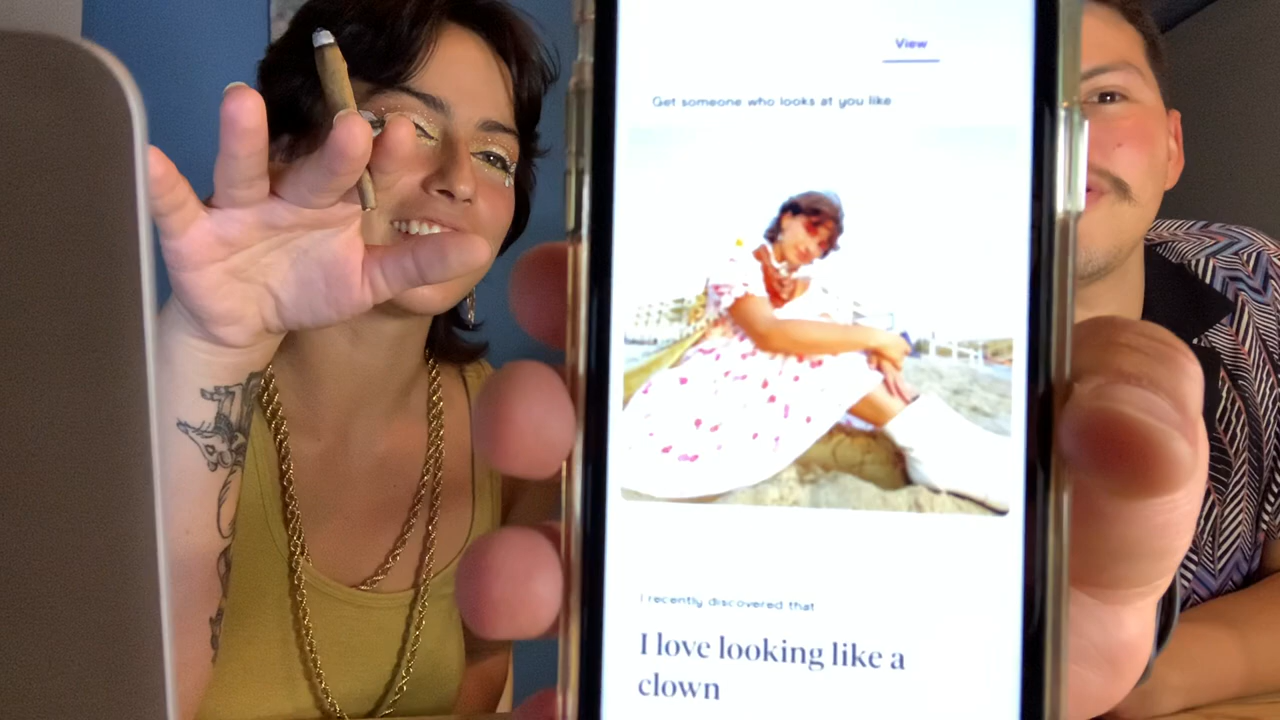 View
Get someone who looks at you like
I recently discovered that
I love looking like a
clown